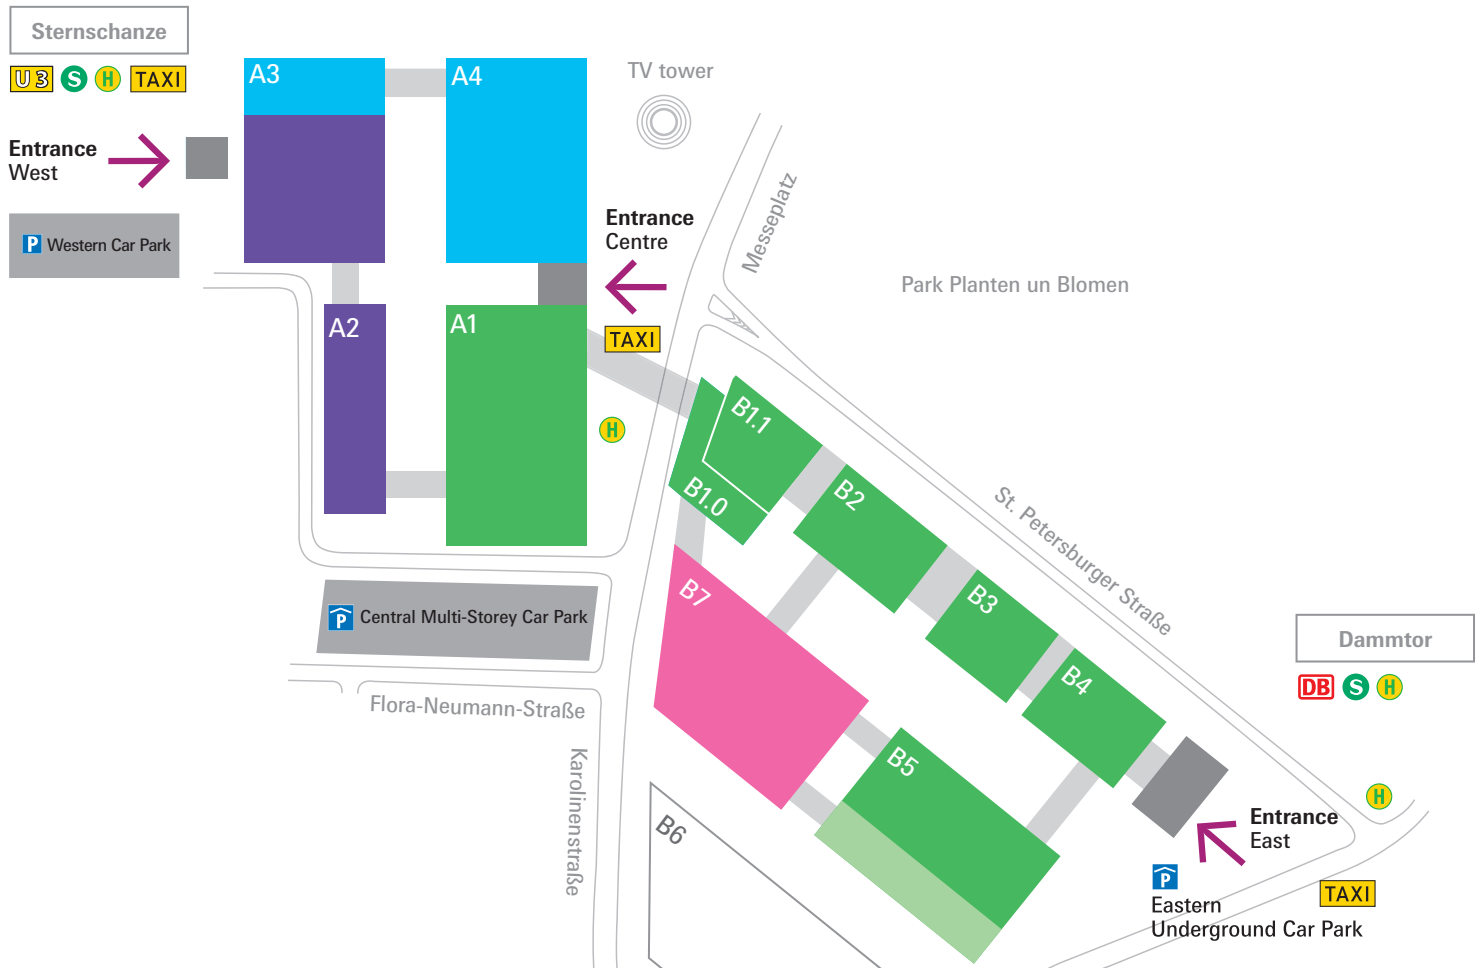 Sternschanze
U3 S H TAXI
A3
A4
TV tower
Entrance
West
Messeplatz
Entrance
Centre
P Western Car Park
Park Planten un Blomen
A2
A1
TAXI
H
B1.1
B1.0
B2
St. Petersburger Straße
B3
B7
P Central Multi-Storey Car Park
Dammtor
DB S H
B4
Flora-Neumann-Straße
Karolinenstraße
B5
B6
H
Entrance
East
P
TAXI
Eastern
Underground Car Park